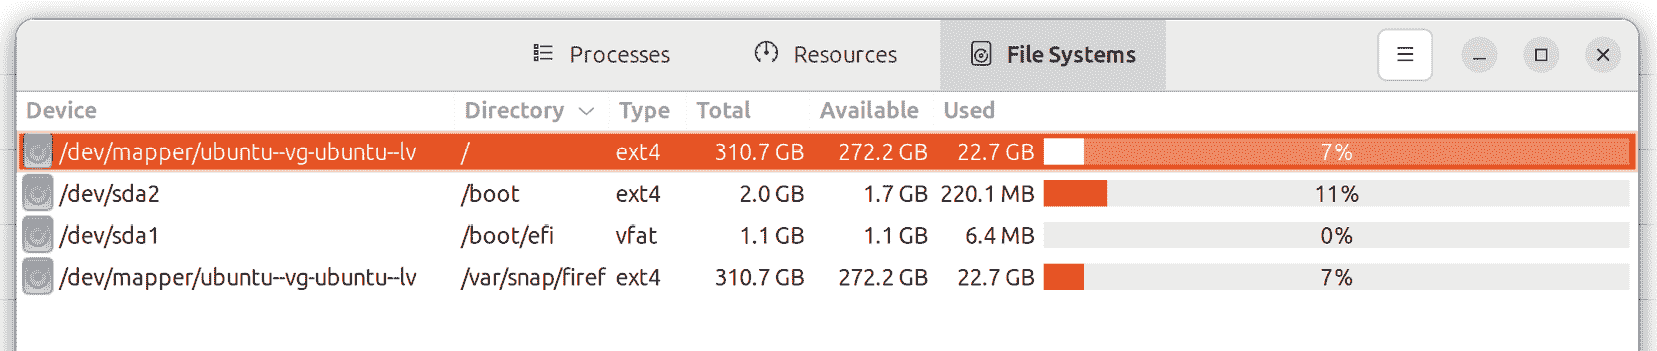 Processes Resources File Systems
Device Directory Type Total Available Used
/dev/mapper/ubuntu--vg-ubuntu--lv / ext4 310.7 GB 272.2 GB 22.7 GB 7%
/dev/sda2 /boot ext4 2.0 GB 1.7 GB 220.1 MB 11%
/dev/sda1 /boot/efi vfat 1.1 GB 1.1 GB 6.4 MB 0%
/dev/mapper/ubuntu--vg-ubuntu--lv /var/snap/firef ext4 310.7 GB 272.2 GB 22.7 GB 7%